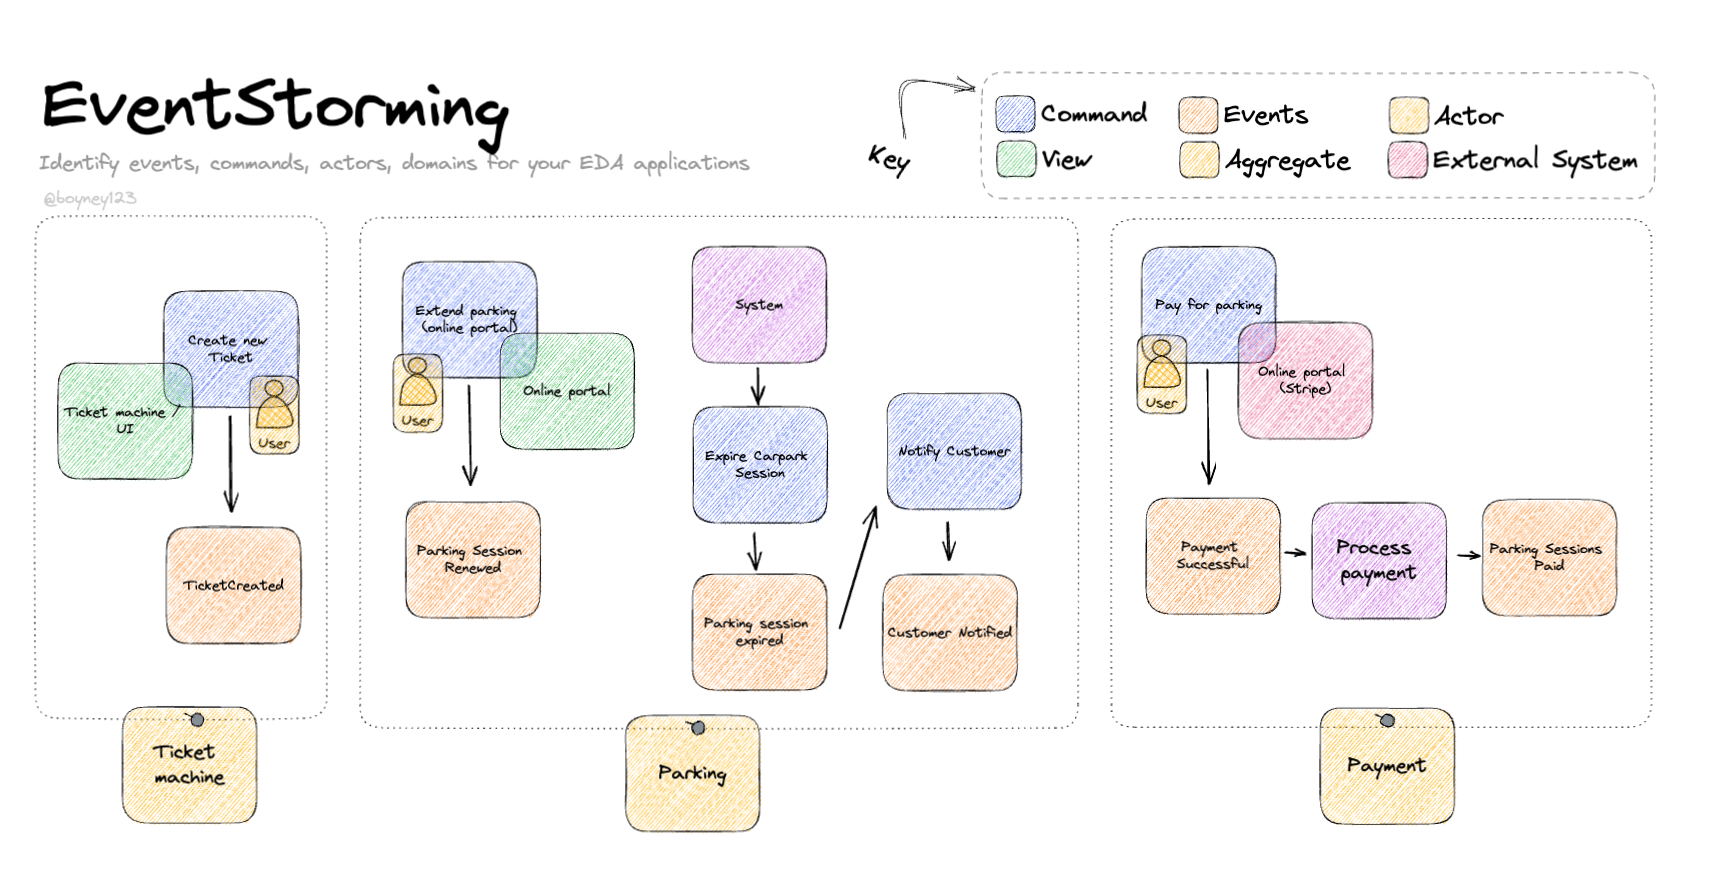 EventStorming
Identify events, commands, actors, domains for your EDA applications
@boyney123
Key
Command
Events
Actor
View
Aggregate
External System
Create new
Ticket
Ticket machine /
UI
User
TicketCreated
Ticket
machine
Extend parking
(online portal)
Online portal
User
Parking Session
Renewed
System
Expire Carpark
Session
Parking session
expired
Notify Customer
Customer Notified
Parking
Pay for parking
Online portal
(Stripe)
User
Payment
Successful
Process
payment
Parking Sessions
Paid
Payment